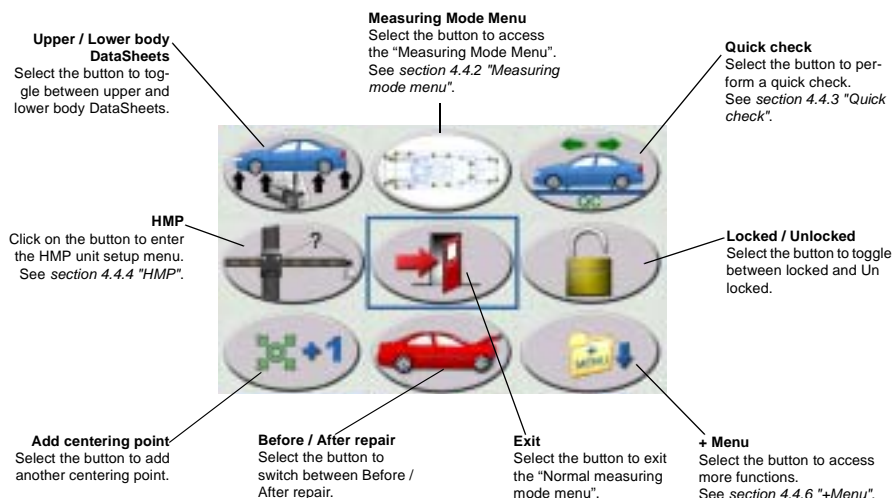 Measuring Mode Menu
Select the button to access
the “Measuring Mode Menu”.
See section 4.4.2 "Measuring
mode menu".
Upper / Lower body
DataSheets
Select the button to tog-
gle between upper and
lower body DataSheets.
Quick check
Select the button to per-
form a quick check.
See section 4.4.3 "Quick
check".
QC
HMP
Click on the button to enter
the HMP unit setup menu.
See section 4.4.4 "HMP".
?
Locked / Unlocked
Select the button to toggle
between locked and Un
locked.
+1
+
MENU
Add centering point
Select the button to add
another centering point.
Before / After repair
Select the button to
switch between Before /
After repair.
Exit
Select the button to exit
the “Normal measuring
mode menu".
+ Menu
Select the button to access
more functions.
See section 4.4.6 "+Menu".